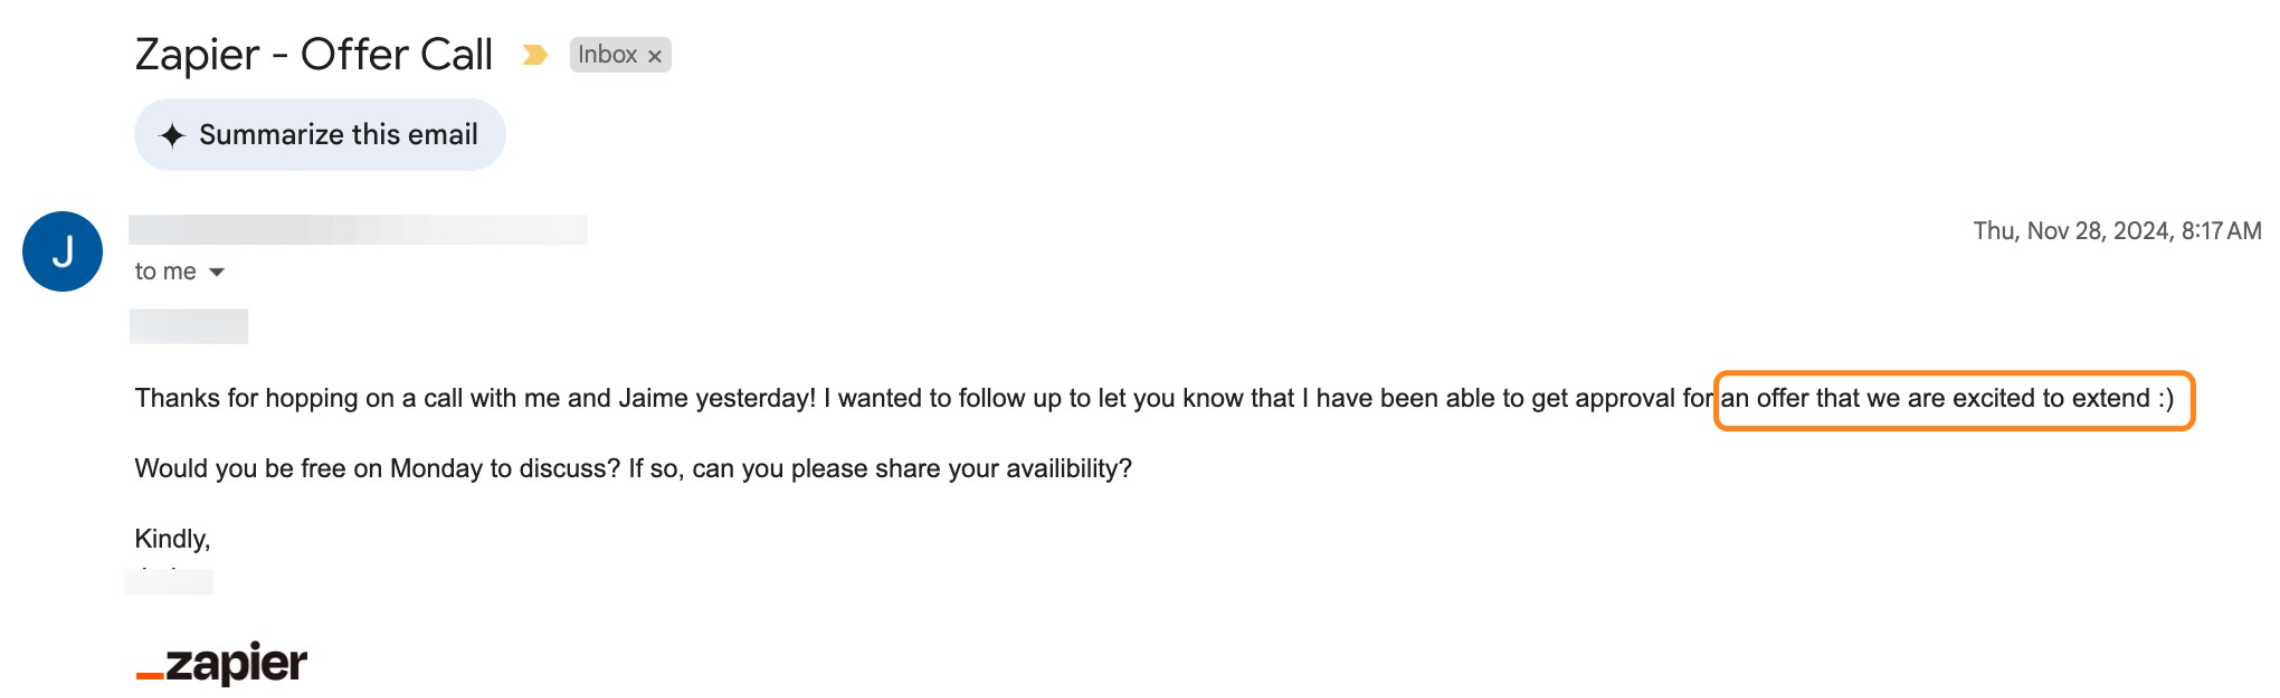 Zapier - Offer Call Inbox ×
Summarize this email
J
Thu, Nov 28, 2024, 8:17 AM
to me
Thanks for hopping on a call with me and Jaime yesterday! I wanted to follow up to let you know that I have been able to get approval for an offer that we are excited to extend :)
Would you be free on Monday to discuss? If so, can you please share your availibility?
Kindly,
_zapier